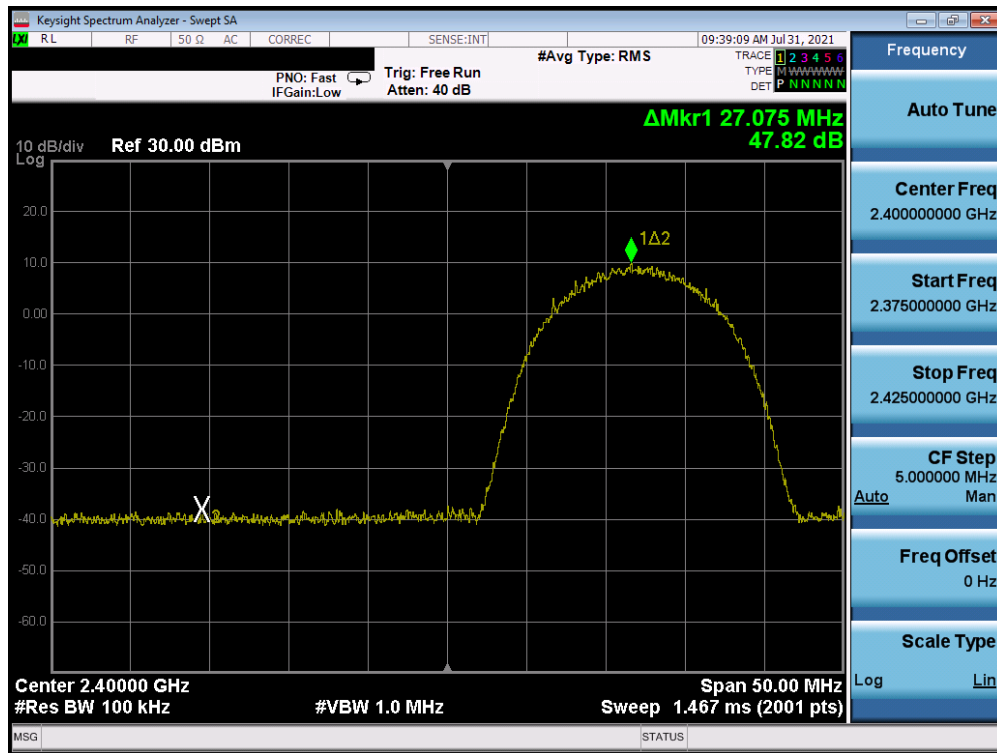 Keysight Spectrum Analyzer - Swept SA
LXI RL RF 50 Ω AC CORREC SENSE:INT 09:39:09 AM Jul 31, 2021
PNO: Fast
IFGain:Low
Trig: Free Run
Atten: 40 dB
#Avg Type: RMS
TRACE 1 2 3 4 5 6
TYPE M WWWWW
DET P N N N N N
ΔMkr1 27.075 MHz
47.82 dB
10 dB/div Ref 30.00 dBm
Log
20.0
1Δ2
10.0
0.00
-10.0
-20.0
-30.0
X2
-40.0
-50.0
-60.0
Center 2.40000 GHz Span 50.00 MHz
#Res BW 100 kHz #VBW 1.0 MHz Sweep 1.467 ms (2001 pts)
MSG STATUS
Frequency
Auto Tune
Center Freq
2.400000000 GHz
Start Freq
2.375000000 GHz
Stop Freq
2.425000000 GHz
CF Step
5.000000 MHz
Auto Man
Freq Offset
0 Hz
Scale Type
Log Lin